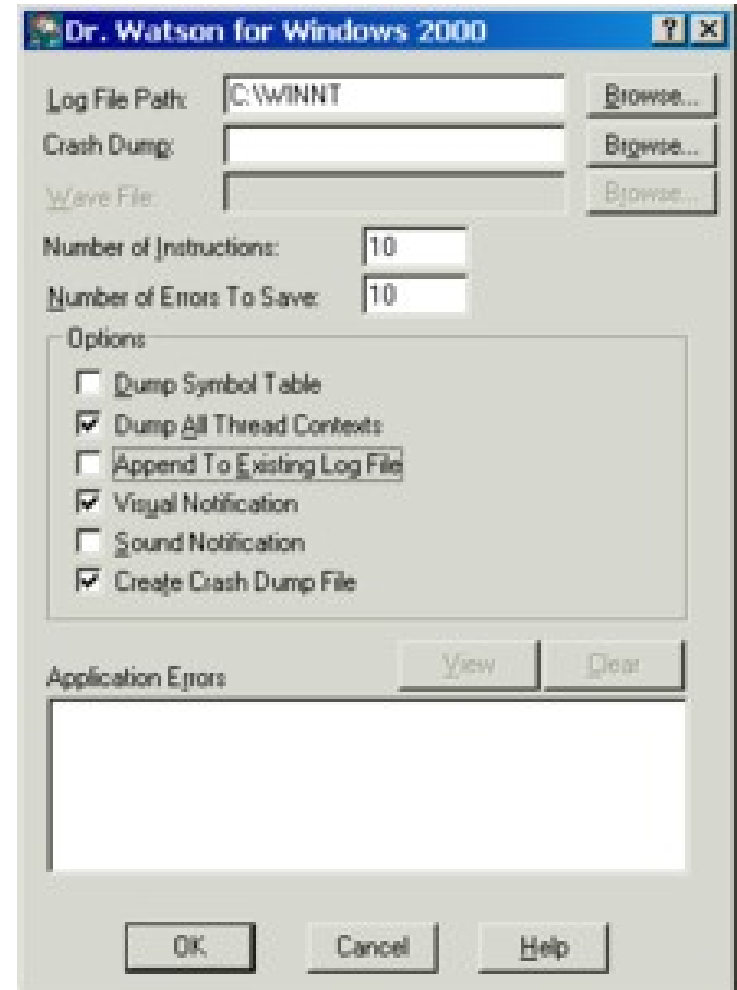 Dr. Watson for Windows 2000
Log File Path: C:\WINNT Browse...
Crash Dump: Browse...
Wave File: Browse...
Number of Instructions: 10
Number of Errors To Save: 10
Options
Dump Symbol Table
Dump All Thread Contexts
Append To Existing Log File
Visual Notification
Sound Notification
Create Crash Dump File
Application Errors View Clear
OK Cancel Help